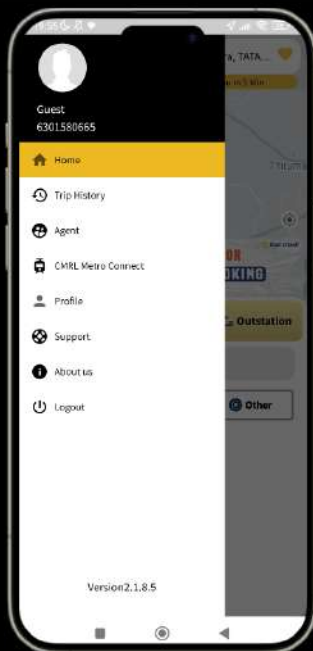 Guest
6301580665
Home
Trip History
Agent
CMRL Metro Connect
Profile
Support
About us
Logout
Version2.1.8.5
TATA...
Outstation
Other